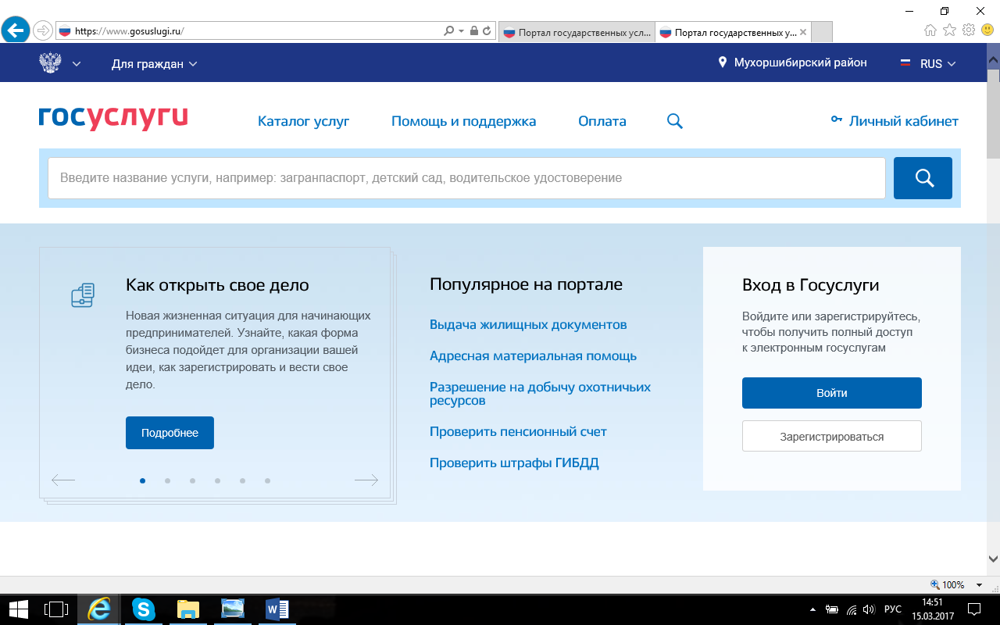 https://www.gosuslugi.ru/
Портал государственных усл...
Портал государственных у...
Для граждан
Мухоршибирский район
RUS
госуслуги
Каталог услуг
Помощь и поддержка
Оплата
Личный кабинет
Введите название услуги, например: загранпаспорт, детский сад, водительское удостоверение
Как открыть свое дело
Новая жизненная ситуация для начинающих
предпринимателей. Узнайте, какая форма
бизнеса подойдет для организации вашей
идеи, как зарегистрировать и вести свое
дело.
Подробнее
Популярное на портале
Выдача жилищных документов
Адресная материальная помощь
Разрешение на добычу охотничьих
ресурсов
Проверить пенсионный счет
Проверить штрафы ГИБДД
Вход в Госуслуги
Войдите или зарегистрируйтесь,
чтобы получить полный доступ
к электронным госуслугам
Войти
Зарегистрироваться
100%
РУС
14:51
15.03.2017